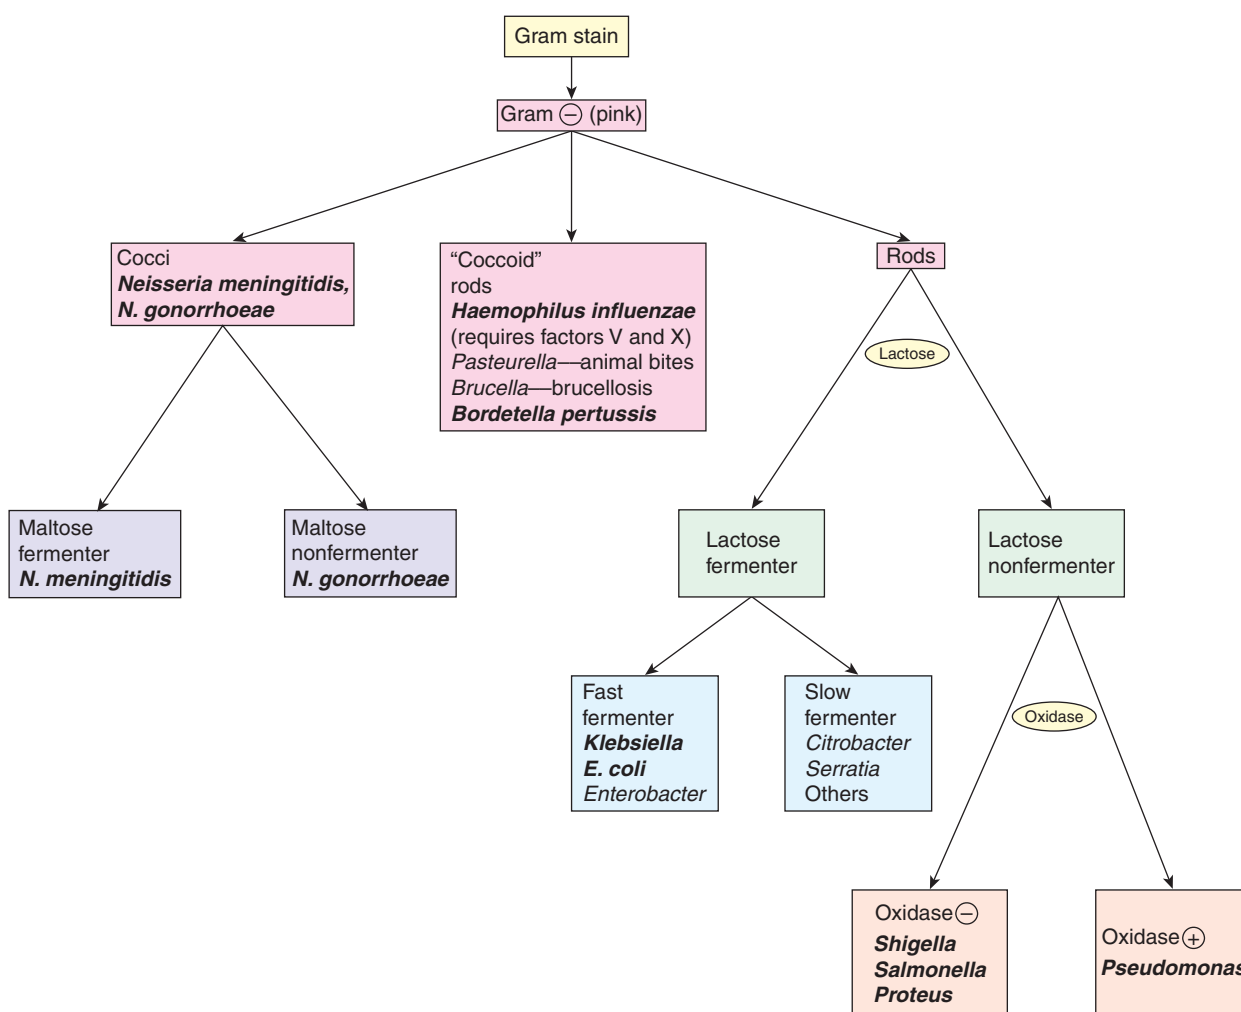 Gram stain
Gram ⊖ (pink)
Cocci
Neisseria meningitidis,
N. gonorrhoeae
“Coccoid”
rods
Haemophilus influenzae
(requires factors V and X)
Pasteurella—animal bites
Brucella—brucellosis
Bordetella pertussis
Rods
Lactose
Maltose
fermenter
N. meningitidis
Maltose
nonfermenter
N. gonorrhoeae
Lactose
fermenter
Lactose
nonfermenter
Fast
fermenter
Klebsiella
E. coli
Enterobacter
Slow
fermenter
Citrobacter
Serratia
Others
Oxidase
Oxidase ⊖
Shigella
Salmonella
Proteus
Oxidase ⊕
Pseudomonas